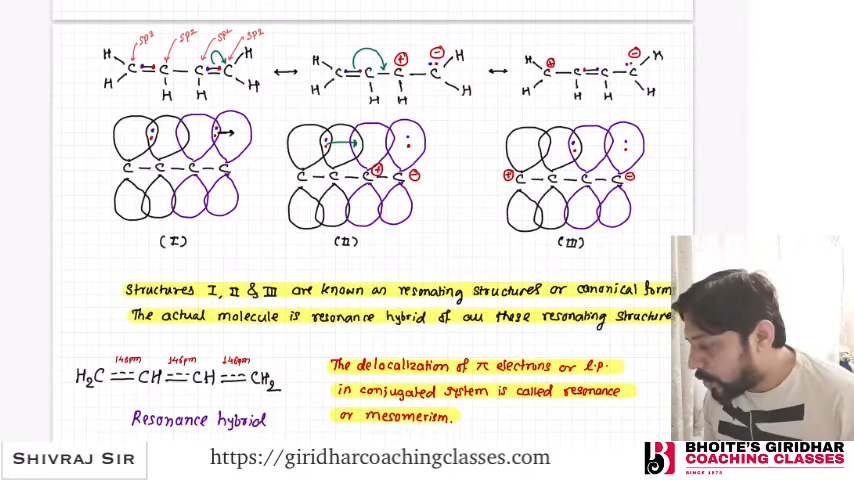 sp2 sp2 sp2 sp2
H H
C = C - C = C
H H H H
H H
C = C - C - C
H H H H
H H
C - C = C - C
H H H H
C - C - C - C
C - C - C - C
C - C - C - C
(I) (II) (III)
Structures I, II & III are known an resonating structures or canonical form
The actual molecule is resonance hybrid of all these resonating structure
146pm 146pm 146pm
H2C CH CH CH2
Resonance hybrid
The delocalization of π electrons or l.p.
in conjugated system is called resonance
or mesomerism.
SHIVRAJ SIR
https://giridharcoachingclasses.com
BHOITE'S GIRIDHAR
COACHING CLASSES
SINCE 1975